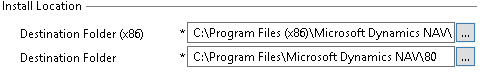 Install Location
Destination Folder (x86) * C:\Program Files (x86)\Microsoft Dynamics NAV\ ...
Destination Folder * C:\Program Files\Microsoft Dynamics NAV\80 ...